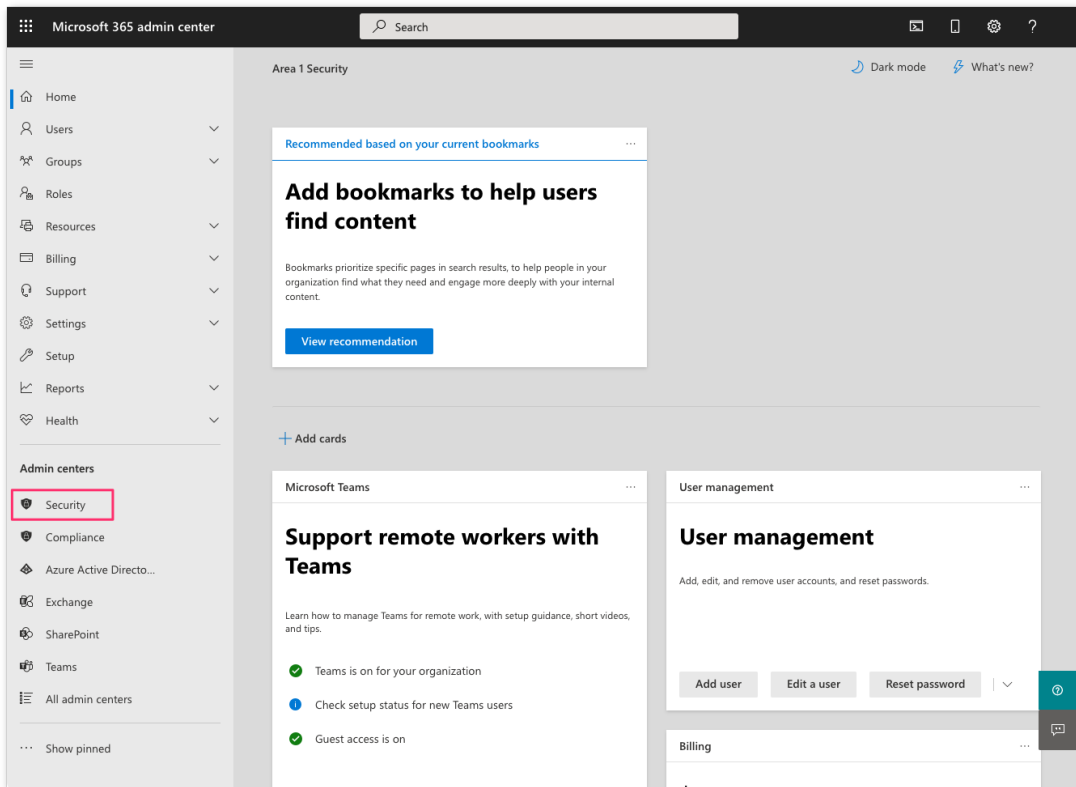 Microsoft 365 admin center
Search
Area 1 Security
Dark mode
What's new?
Home
Users
Groups
Roles
Resources
Billing
Support
Settings
Setup
Reports
Health
Admin centers
Security
Compliance
Azure Active Directo...
Exchange
SharePoint
Teams
All admin centers
Show pinned
Recommended based on your current bookmarks
Add bookmarks to help users
find content
Bookmarks prioritize specific pages in search results, to help people in your
organization find what they need and engage more deeply with your internal
content.
View recommendation
Add cards
Microsoft Teams
Support remote workers with
Teams
Learn how to manage Teams for remote work, with setup guidance, short videos,
and tips.
Teams is on for your organization
Check setup status for new Teams users
Guest access is on
User management
User management
Add, edit, and remove user accounts, and reset passwords.
Add user
Edit a user
Reset password
Billing